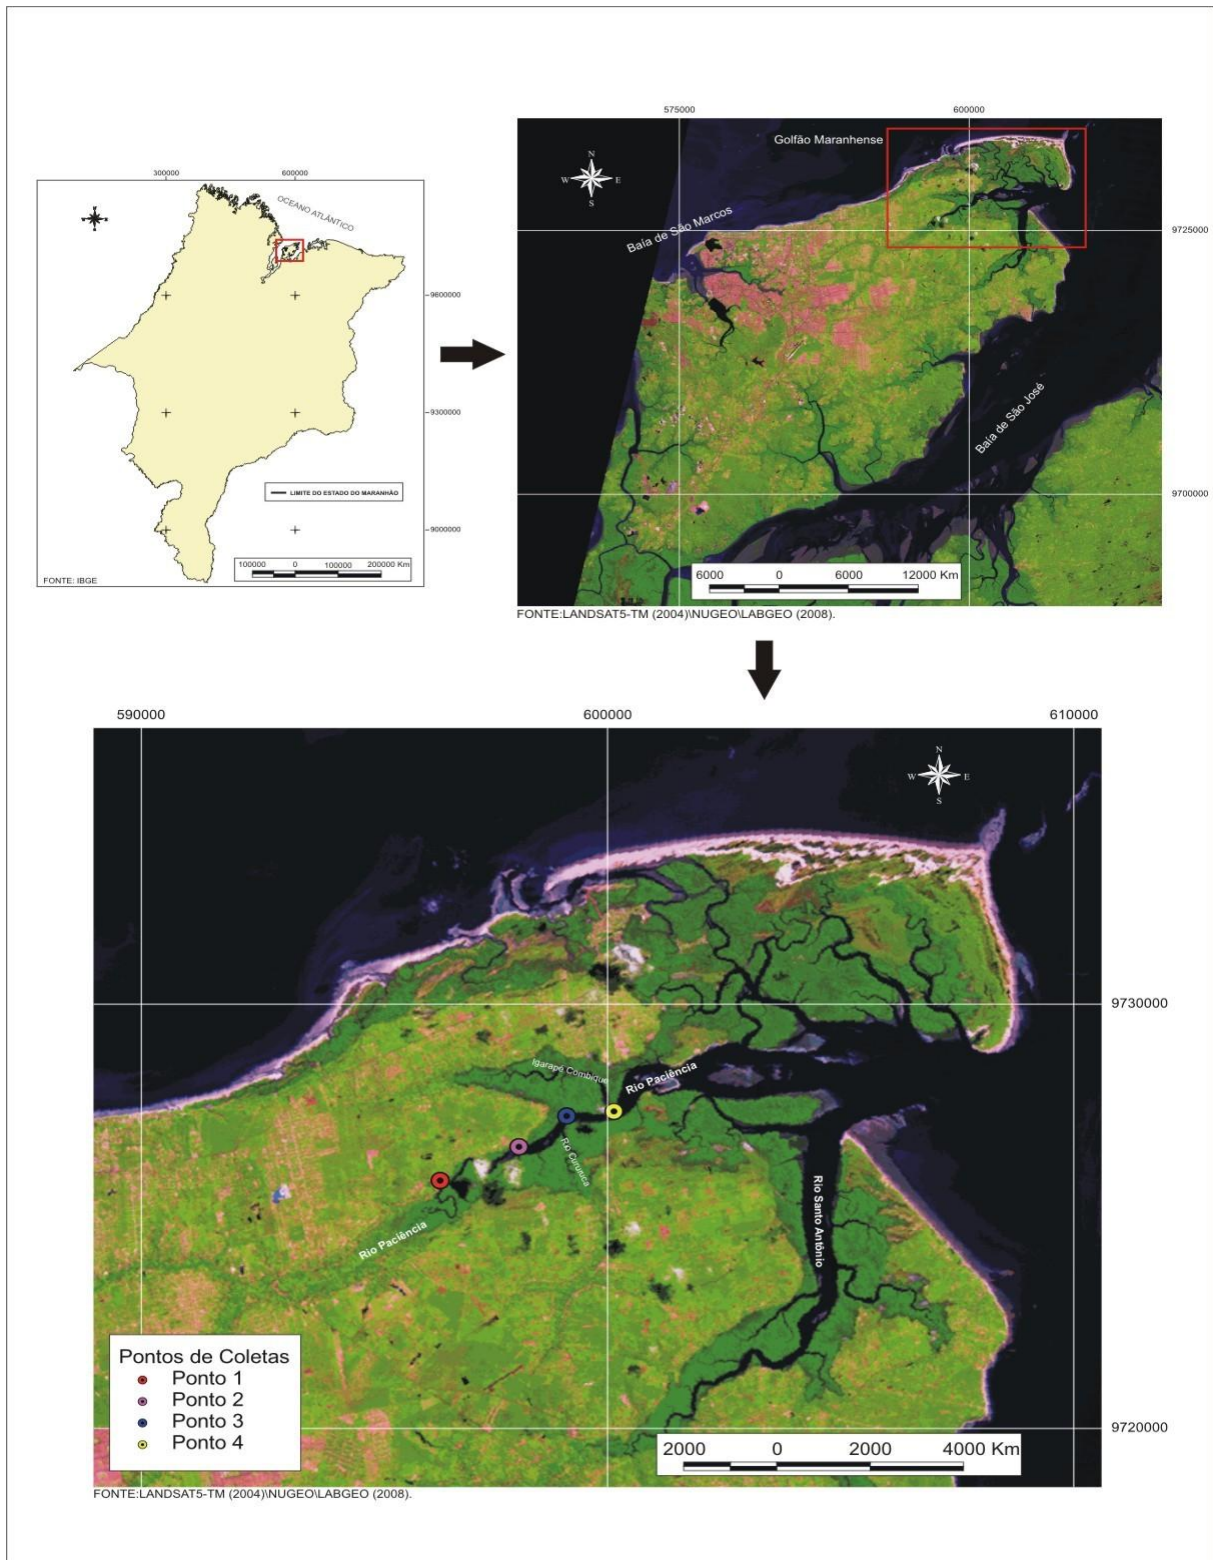 300000
600000
OCEANO ATLÂNTICO
9600000
9300000
9000000
LIMITE DO ESTADO DO MARANHÃO
100000 0 100000 200000 Km
FONTE: IBGE
575000
600000
Golfão Maranhense
N
W E
S
Baía de São Marcos
9725000
Baía de São José
9700000
6000 0 6000 12000 Km
FONTE:LANDSAT5-TM (2004)\NUGEO\LABGEO (2008).
590000
600000
610000
N
W E
S
9730000
Igarapé Combique
Rio Paciência
Rio Paciência
Rio Santo Antônio
Pontos de Coletas
Ponto 1
Ponto 2
Ponto 3
Ponto 4
9720000
2000 0 2000 4000 Km
FONTE:LANDSAT5-TM (2004)\NUGEO\LABGEO (2008).